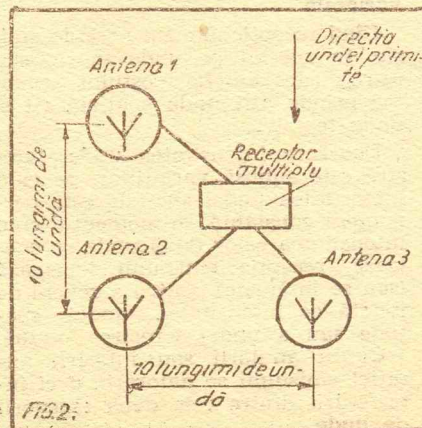 Antena 1
Direcția
undei primi-
te
Receptor
multiplu
10 lungimi de
undă
Antena 2
Antena 3
10 lungimi de un-
dă
FIG.2.